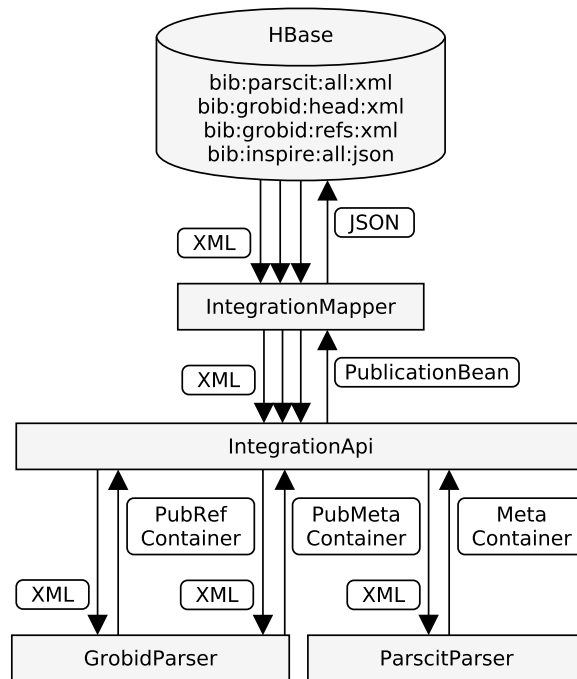 HBase
bib:parscit:all:xml
bib:grobid:head:xml
bib:grobid:refs:xml
bib:inspire:all:json
JSON
XML
IntegrationMapper
PublicationBean
XML
IntegrationApi
PubRef
Container
PubMeta
Container
Meta
Container
XML
XML
XML
GrobidParser
ParscitParser